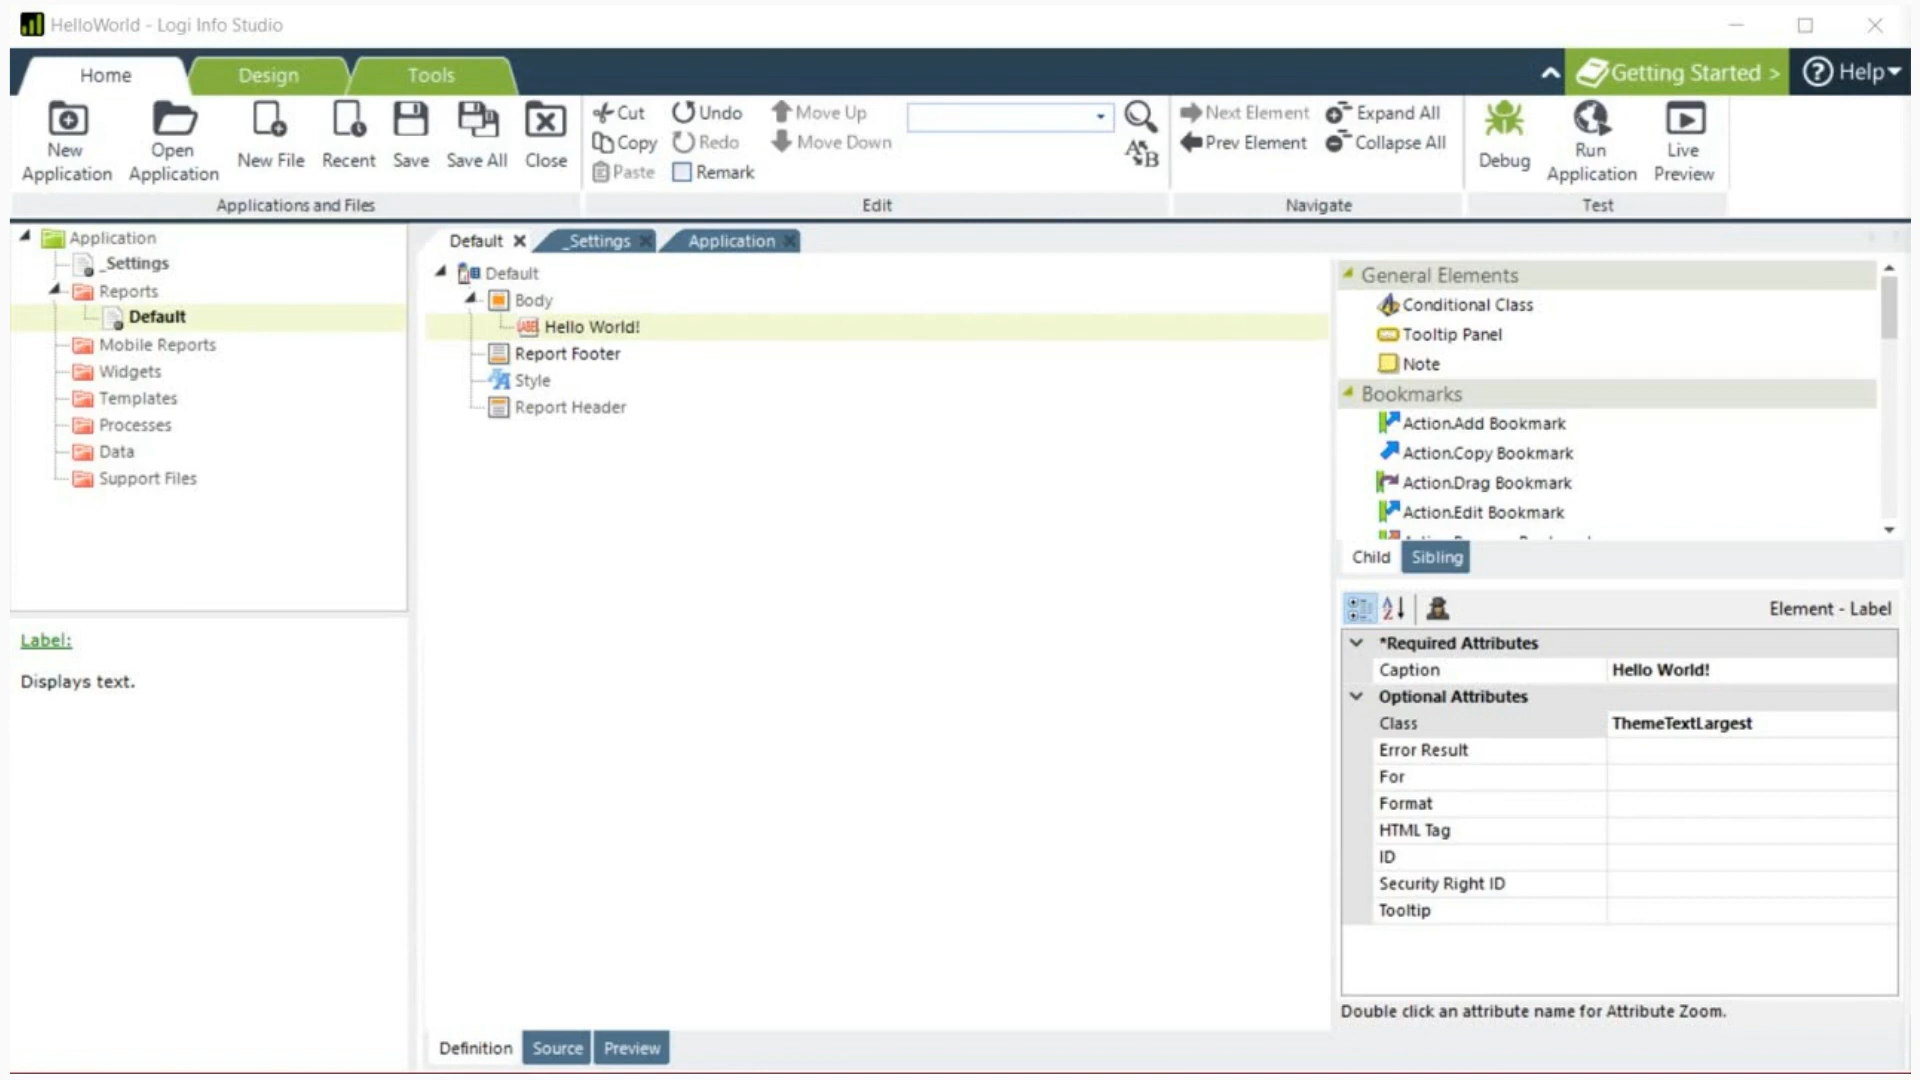 HelloWorld - Logi Info Studio
Home
Design
Tools
Getting Started >
Help
New Application
Open Application
New File
Recent
Save
Save All
Close
Cut
Copy
Paste
Undo
Redo
Remark
Move Up
Move Down
Next Element
Prev Element
Expand All
Collapse All
Debug
Run Application
Live Preview
Applications and Files
Edit
Navigate
Test
Application
_Settings
Reports
Default
Mobile Reports
Widgets
Templates
Processes
Data
Support Files
Label:
Displays text.
Default
_Settings
Application
Default
Body
Hello World!
Report Footer
Style
Report Header
Definition
Source
Preview
General Elements
Conditional Class
Tooltip Panel
Note
Bookmarks
Action.Add Bookmark
Action.Copy Bookmark
Action.Drag Bookmark
Action.Edit Bookmark
Child
Sibling
Element - Label
*Required Attributes
Caption Hello World!
Optional Attributes
Class ThemeTextLargest
Error Result
For
Format
HTML Tag
ID
Security Right ID
Tooltip
Double click an attribute name for Attribute Zoom.